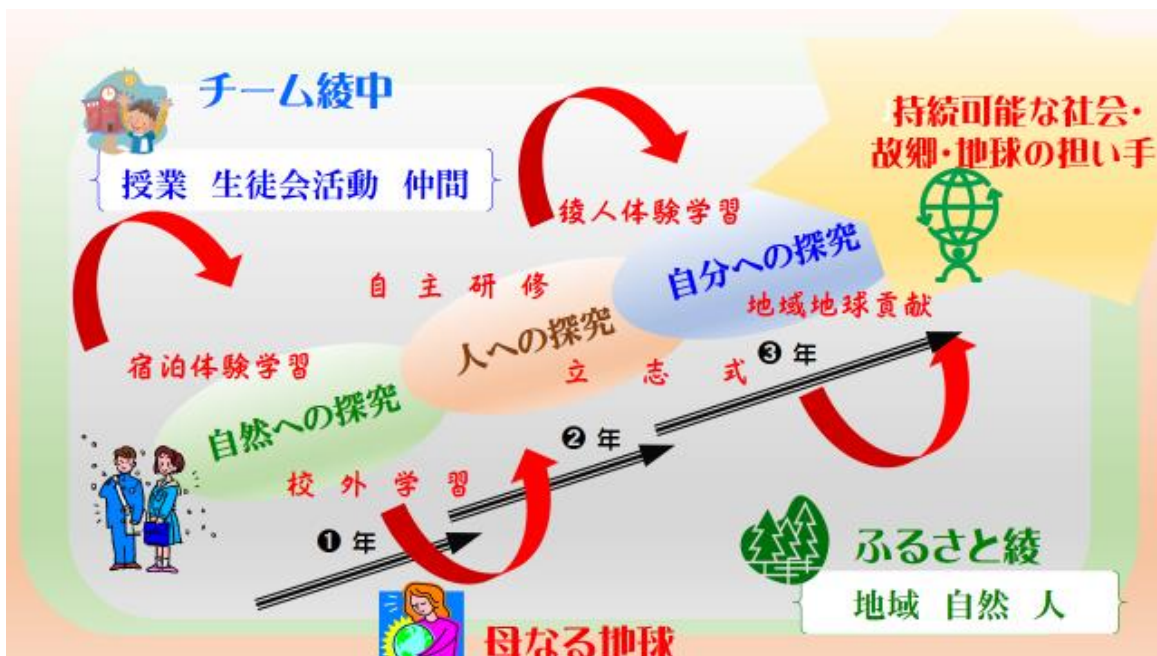 チーム綾中
授業 生徒会活動 仲間
持続可能な社会・
故郷・地球の担い手
綾人体験学習
自分への探究
自主研修
人への探究
地域地球貢献
宿泊体験学習
立志式
❸年
自然への探究
❷年
校外学習
❶年
ふるさと綾
地域 自然 人
母なる地球